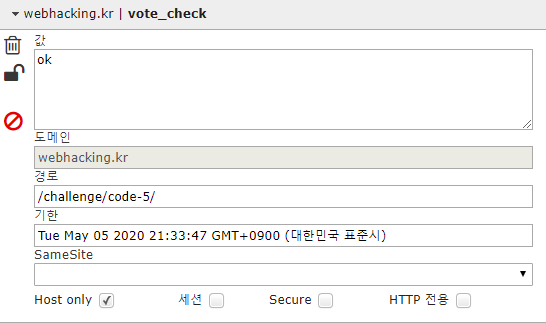 webhacking.kr | vote_check
값
ok
도메인
webhacking.kr
경로
/challenge/code-5/
기한
Tue May 05 2020 21:33:47 GMT+0900 (대한민국 표준시)
SameSite
Host only 세션 Secure HTTP 전용